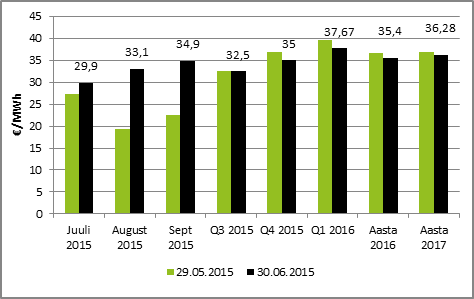 45
40
35
30
25
20
15
10
5
0
€/MWh
29,9
33,1
34,9
32,5
35
37,67
35,4
36,28
Juuli
2015
August
2015
Sept
2015
Q3 2015
Q4 2015
Q1 2016
Aasta
2016
Aasta
2017
29.05.2015
30.06.2015